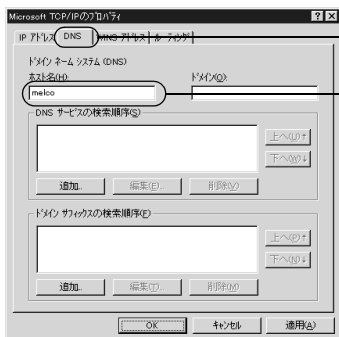 Microsoft TCP/IPのプロパティ
IP アドレス DNS WINS アドレス ルーティング
ドメイン ネーム システム (DNS)
ホスト名(H): ドメイン(O):
melco
DNS サービスの検索順序(S)
上へ(U)↑
下へ(W)↓
追加... 編集(E)... 削除(V)
ドメイン サフィックスの検索順序(F)
上へ(P)↑
下へ(N)↓
追加... 編集(T)... 削除(M)
OK キャンセル 適用(A)